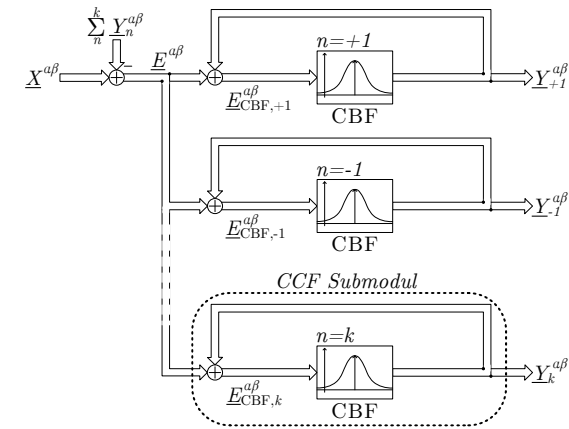 k
∑ Y_n^{αβ}
n
X^{αβ}
−
E^{αβ}
n=+1
E_{CBF,+1}^{αβ}
CBF
Y_{+1}^{αβ}
n=-1
E_{CBF,-1}^{αβ}
CBF
Y_{-1}^{αβ}
CCF Submodul
n=k
E_{CBF,k}^{αβ}
CBF
Y_k^{αβ}